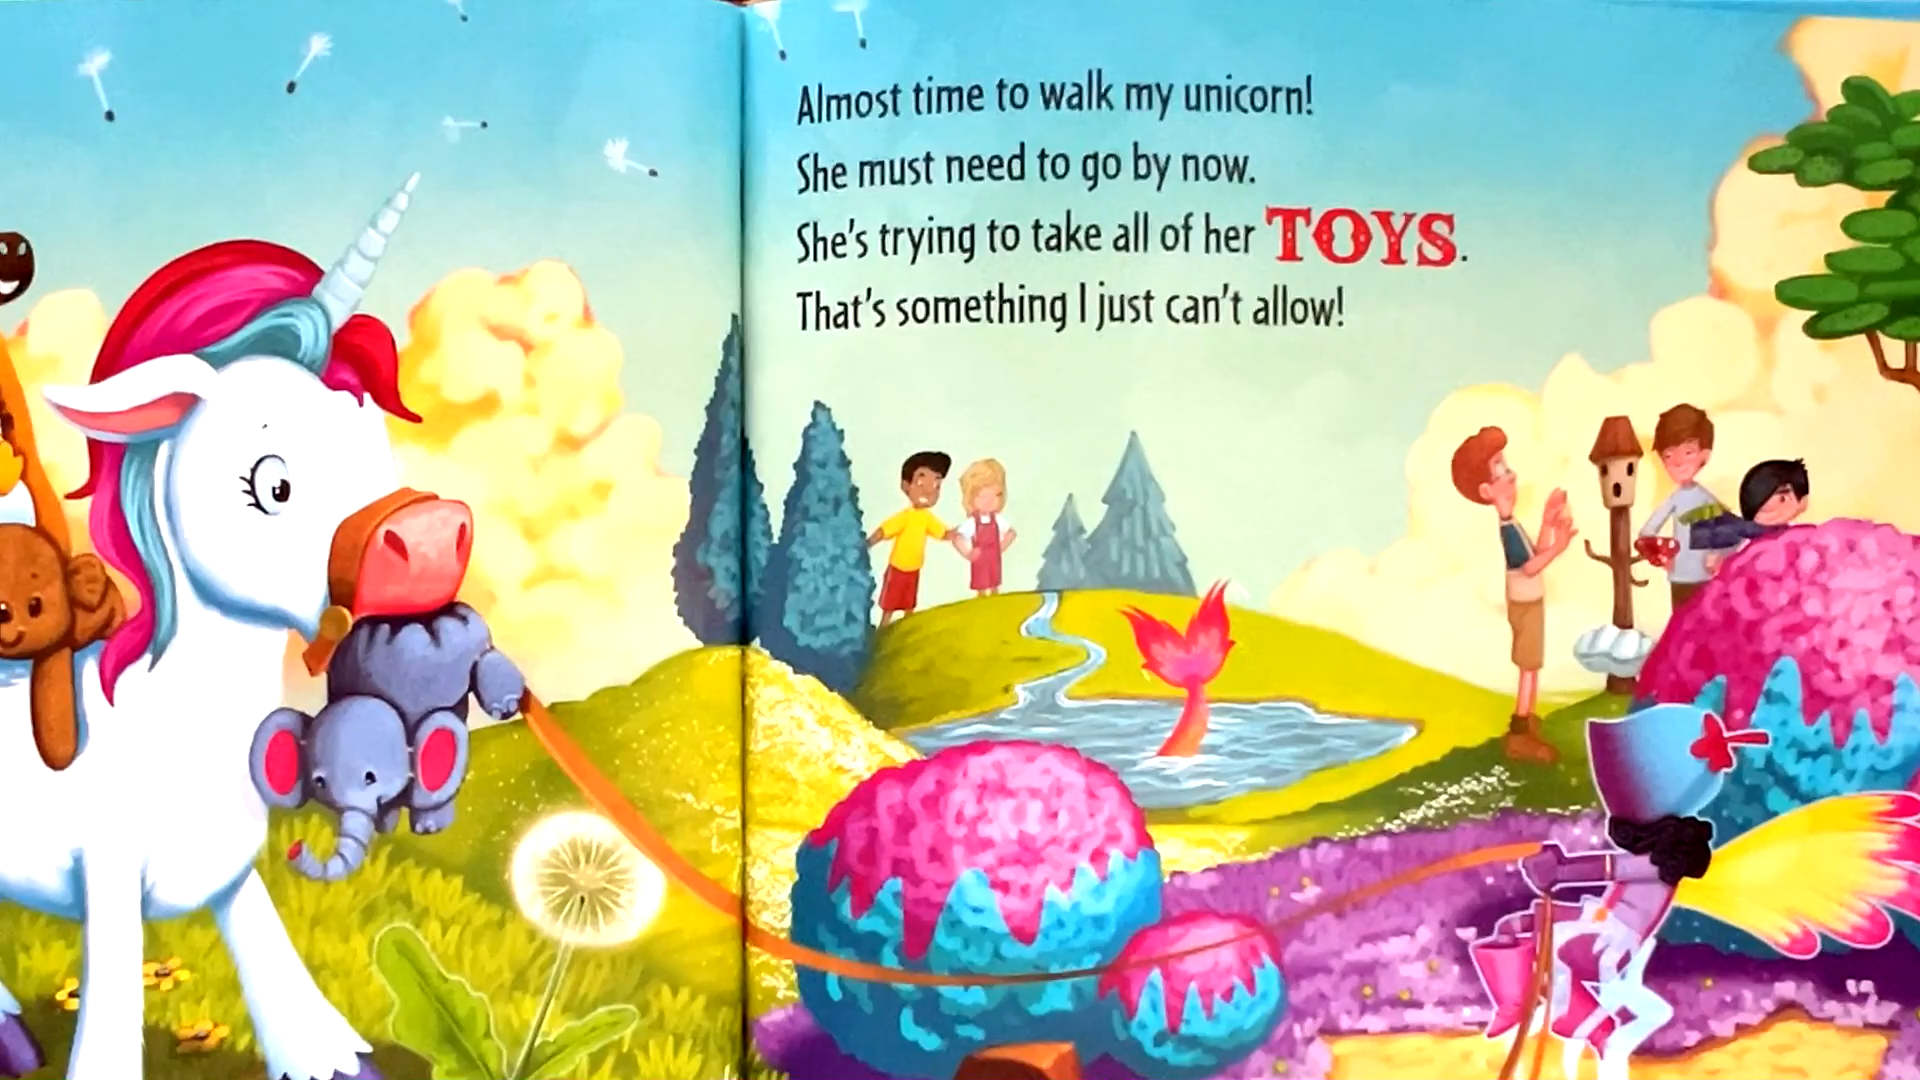 Almost time to walk my unicorn!
She must need to go by now.
She's trying to take all of her TOYS.
That's something I just can't allow!